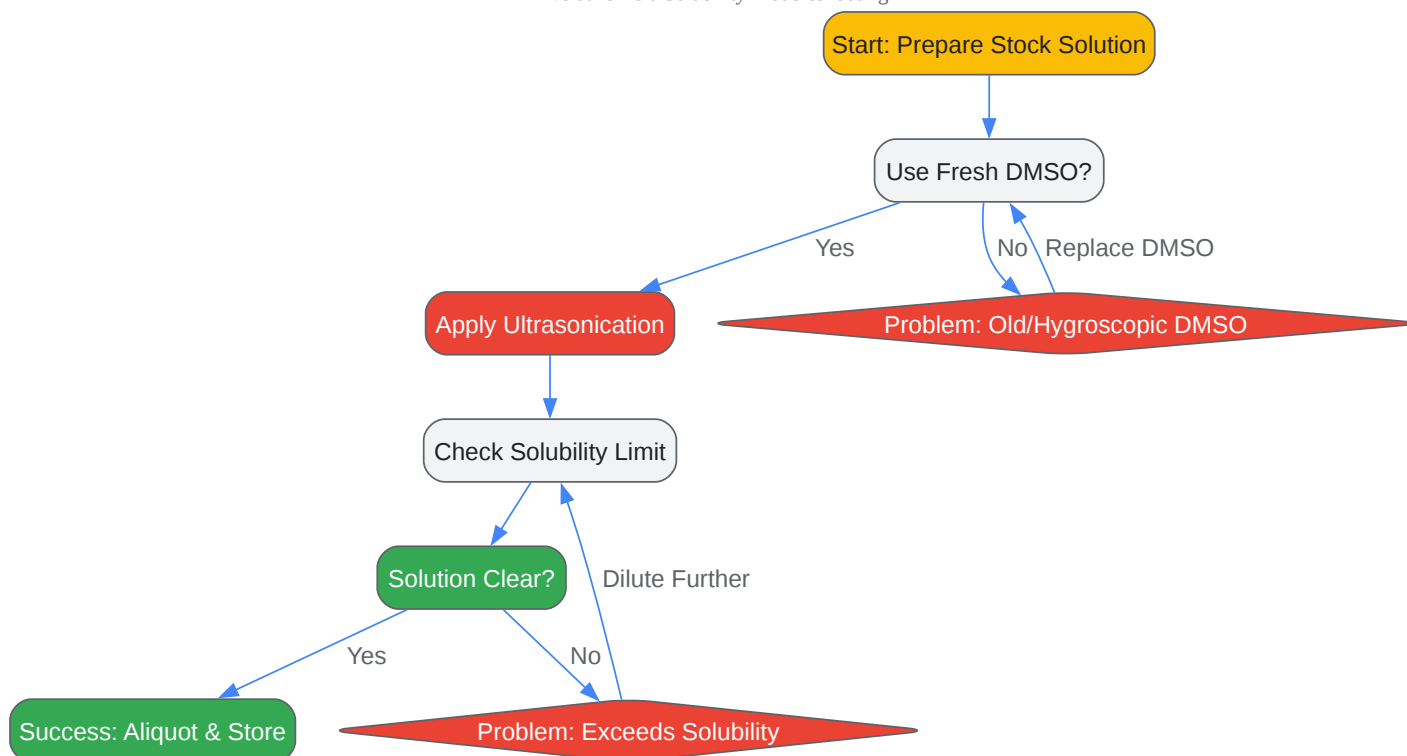 Start: Prepare Stock Solution
Use Fresh DMSO?
Yes
No
Replace DMSO
Apply Ultrasonication
Problem: Old/Hygroscopic DMSO
Check Solubility Limit
Solution Clear?
Dilute Further
Yes
No
Success: Aliquot & Store
Problem: Exceeds Solubility